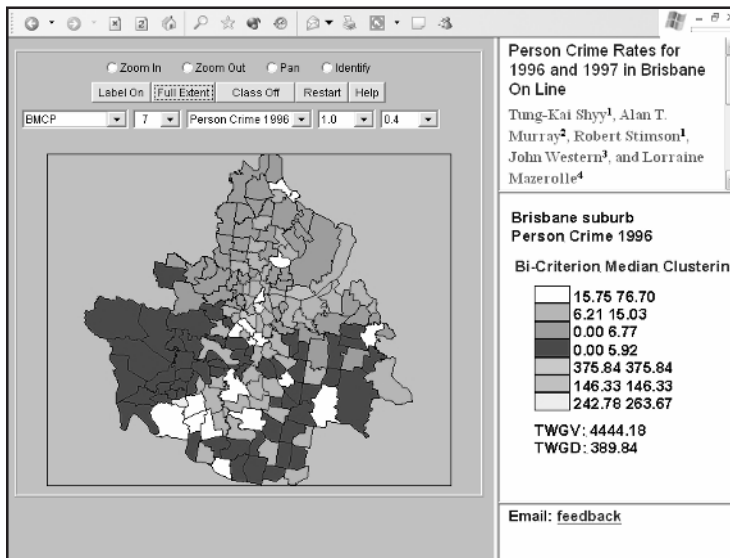 Zoom In Zoom Out Pan Identify
Label On Full Extent Class Off Restart Help
BMCP 7 Person Crime 1996 1.0 0.4
Person Crime Rates for
1996 and 1997 in Brisbane
On Line
Tung-Kai Shyy1, Alan T.
Murray2, Robert Stimson1,
John Western3, and Lorraine
Mazerolle4
Brisbane suburb
Person Crime 1996
Bi-Criterion Median Clusterin
15.75 76.70
6.21 15.03
0.00 6.77
0.00 5.92
375.84 375.84
146.33 146.33
242.78 263.67
TWGV: 4444.18
TWGD: 389.84
Email: feedback